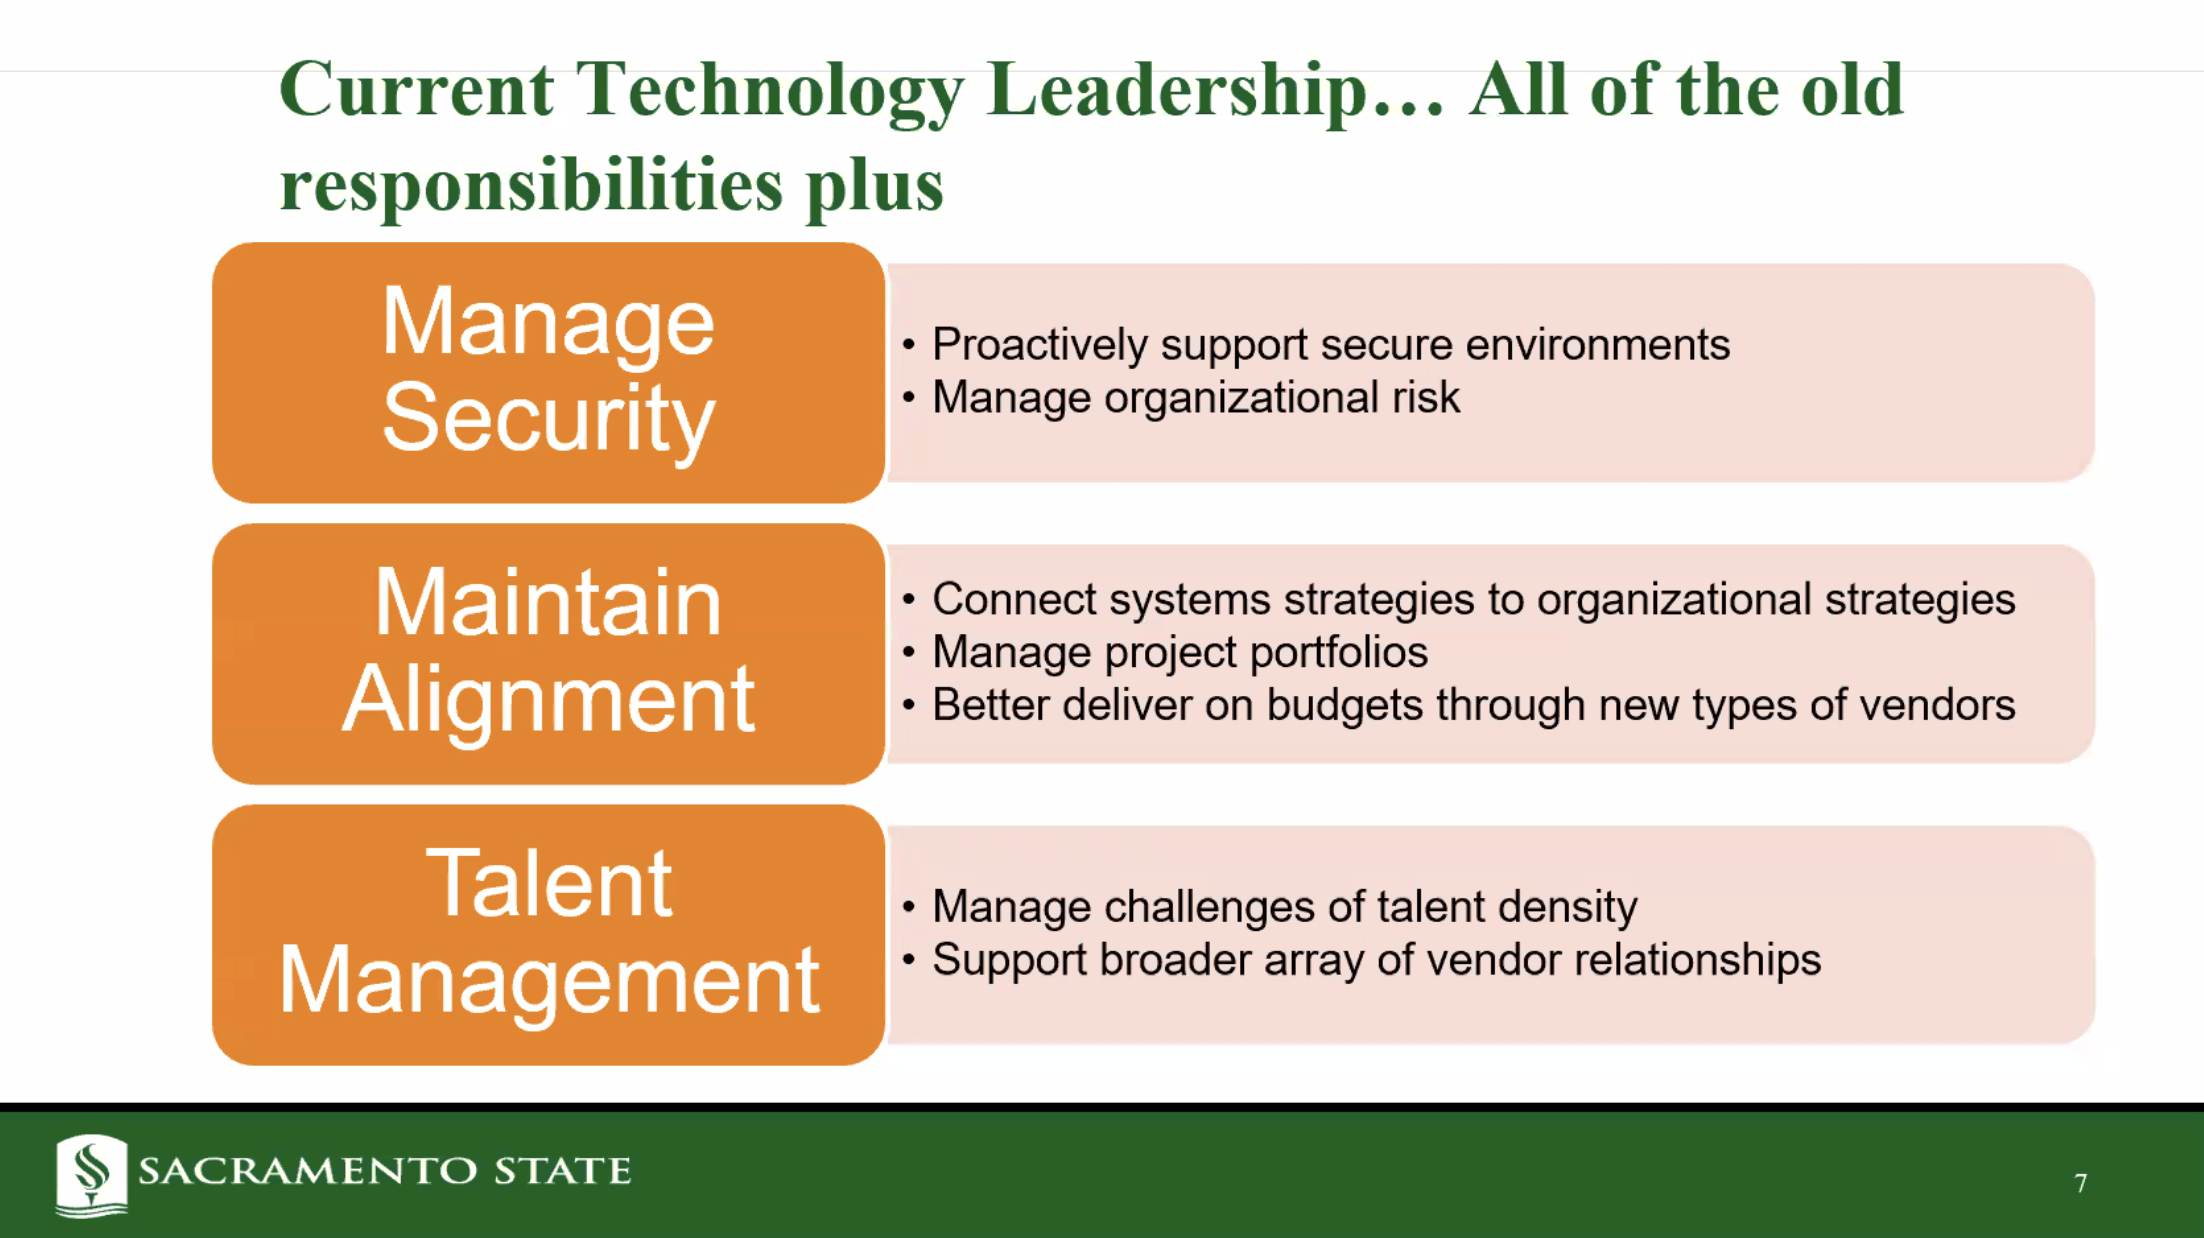 Current Technology Leadership… All of the old
responsibilities plus
Manage
Security
• Proactively support secure environments
• Manage organizational risk
Maintain
Alignment
• Connect systems strategies to organizational strategies
• Manage project portfolios
• Better deliver on budgets through new types of vendors
Talent
Management
• Manage challenges of talent density
• Support broader array of vendor relationships
SACRAMENTO STATE
7